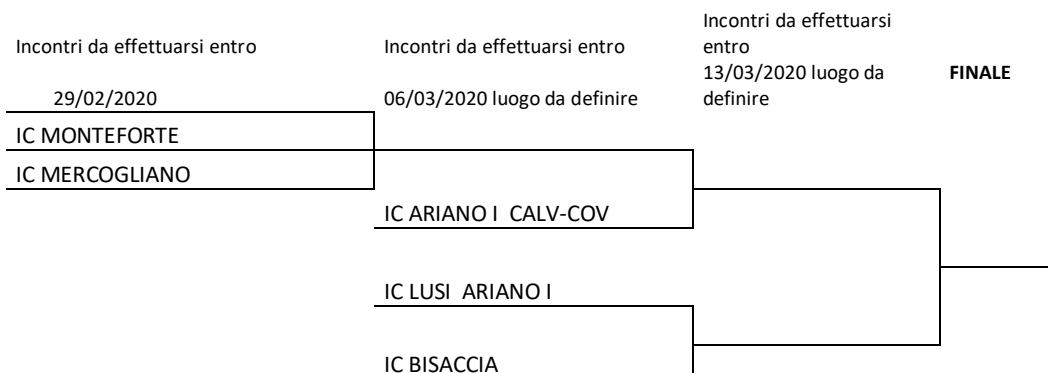 Incontri da effettuarsi entro
29/02/2020
Incontri da effettuarsi entro
06/03/2020 luogo da definire
Incontri da effettuarsi
entro
13/03/2020 luogo da
definire
FINALE
IC MONTEFORTE
IC MERCOGLIANO
IC ARIANO I  CALV-COV
IC LUSI  ARIANO I
IC BISACCIA